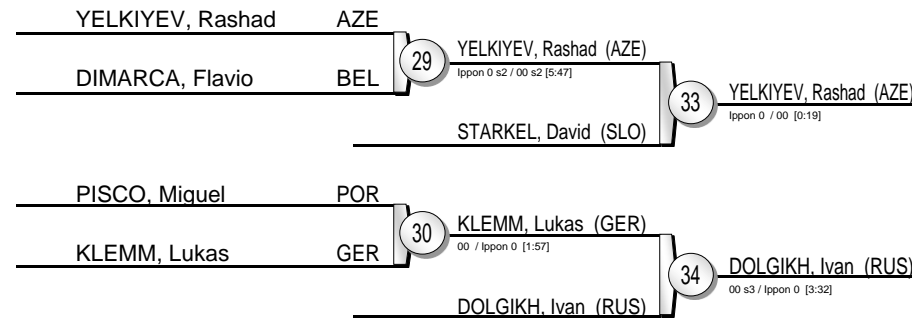 YELKIYEV, Rashad AZE
DIMARCA, Flavio BEL
29
YELKIYEV, Rashad (AZE)
Ippon 0 s2 / 00 s2 [5:47]
STARKEL, David (SLO)
33
YELKIYEV, Rashad (AZE)
Ippon 0 / 00 [0:19]
PISCO, Miguel POR
KLEMM, Lukas GER
30
KLEMM, Lukas (GER)
00 / Ippon 0 [1:57]
DOLGIKH, Ivan (RUS)
34
DOLGIKH, Ivan (RUS)
00 s3 / Ippon 0 [3:32]